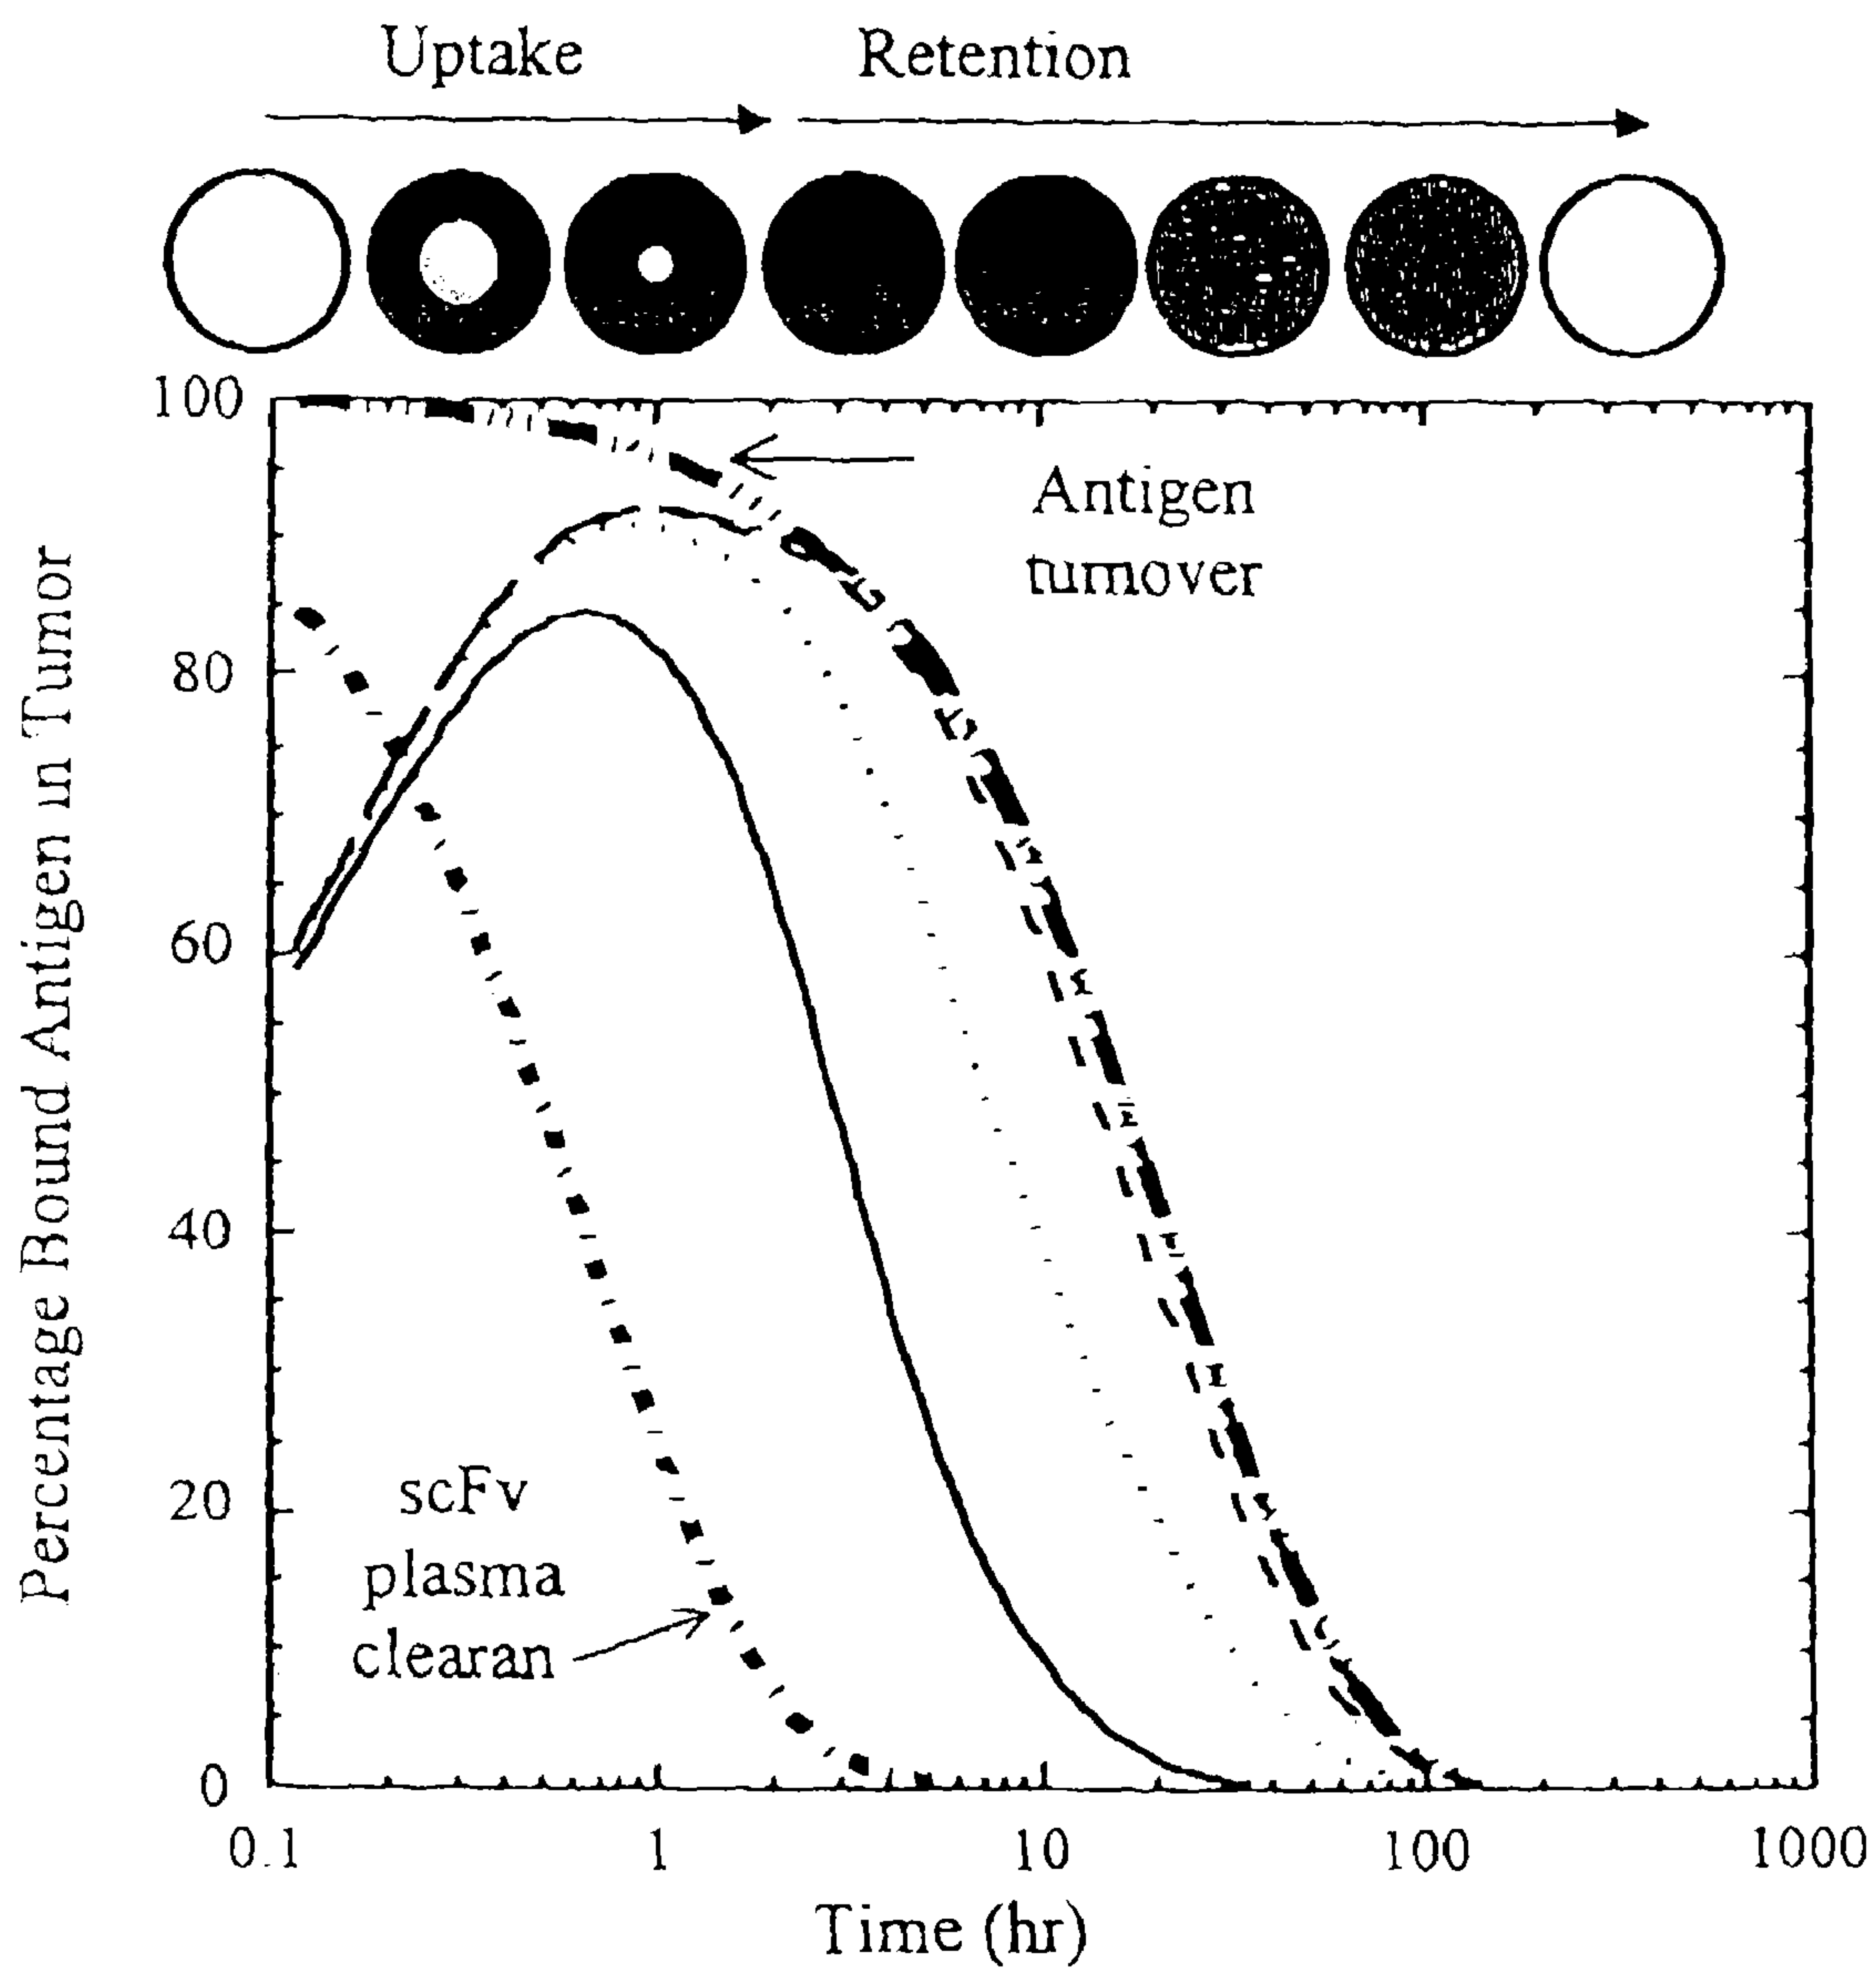 Uptake
Retention
100
80
60
40
20
0
Percentage Bound Antigen in Tumor
Antigen
turnover
scFv
plasma
clearan
0.1
1
10
100
1000
Time (hr)